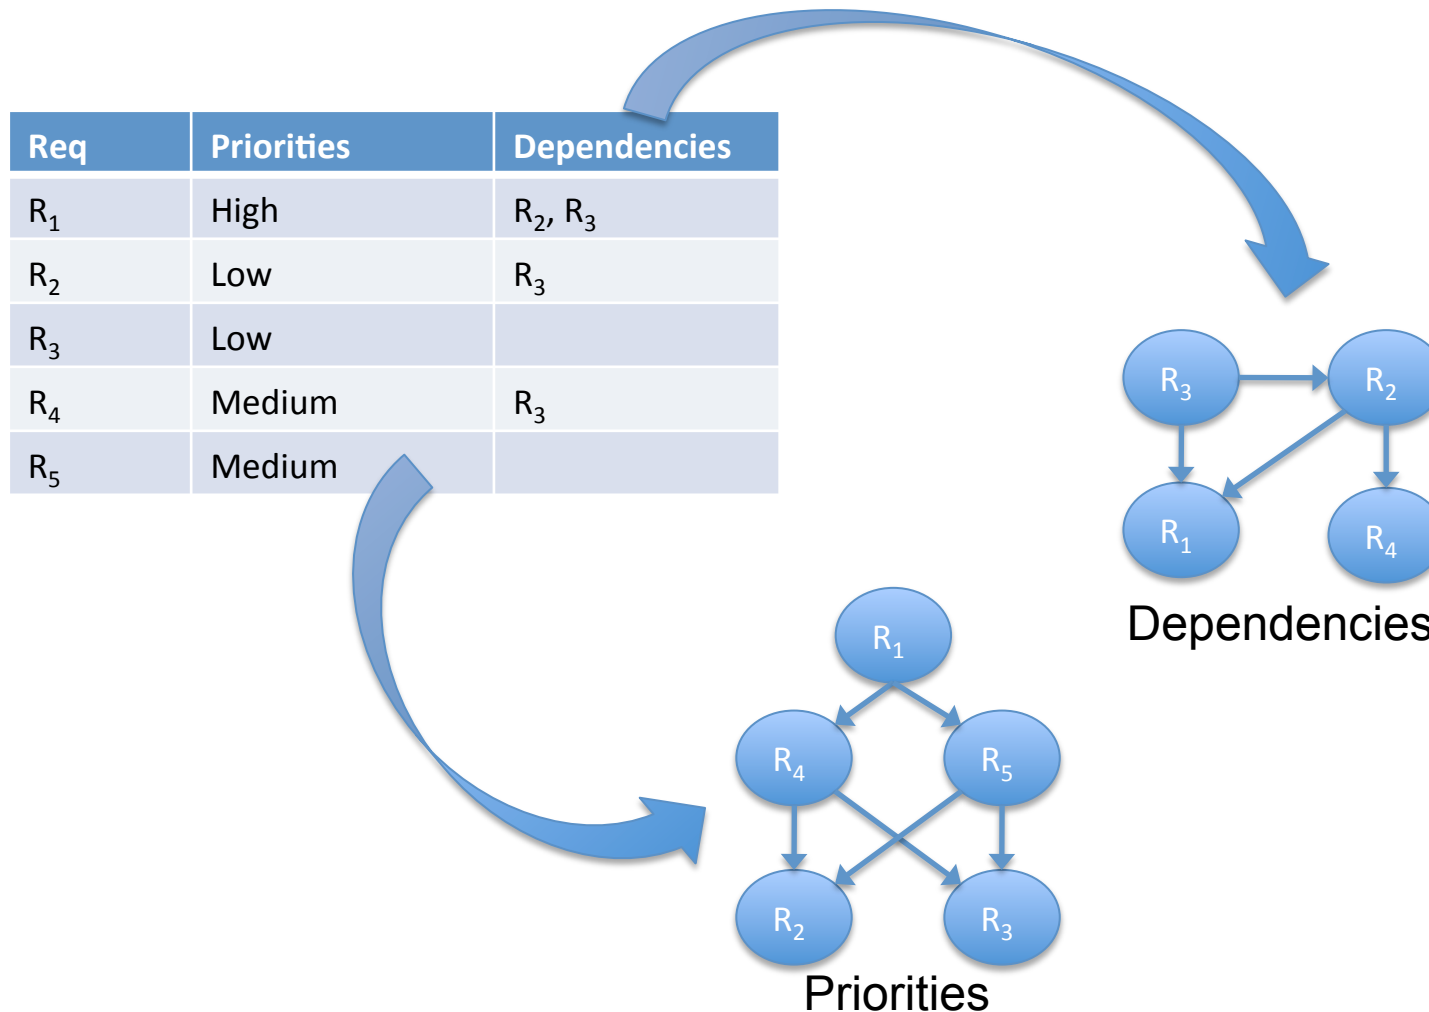 Req Priorities Dependencies
R₁ High R₂, R₃
R₂ Low R₃
R₃ Low
R₄ Medium R₃
R₅ Medium
R₃ R₂
R₁ R₄
Dependencies
R₁
R₄ R₅
R₂ R₃
Priorities